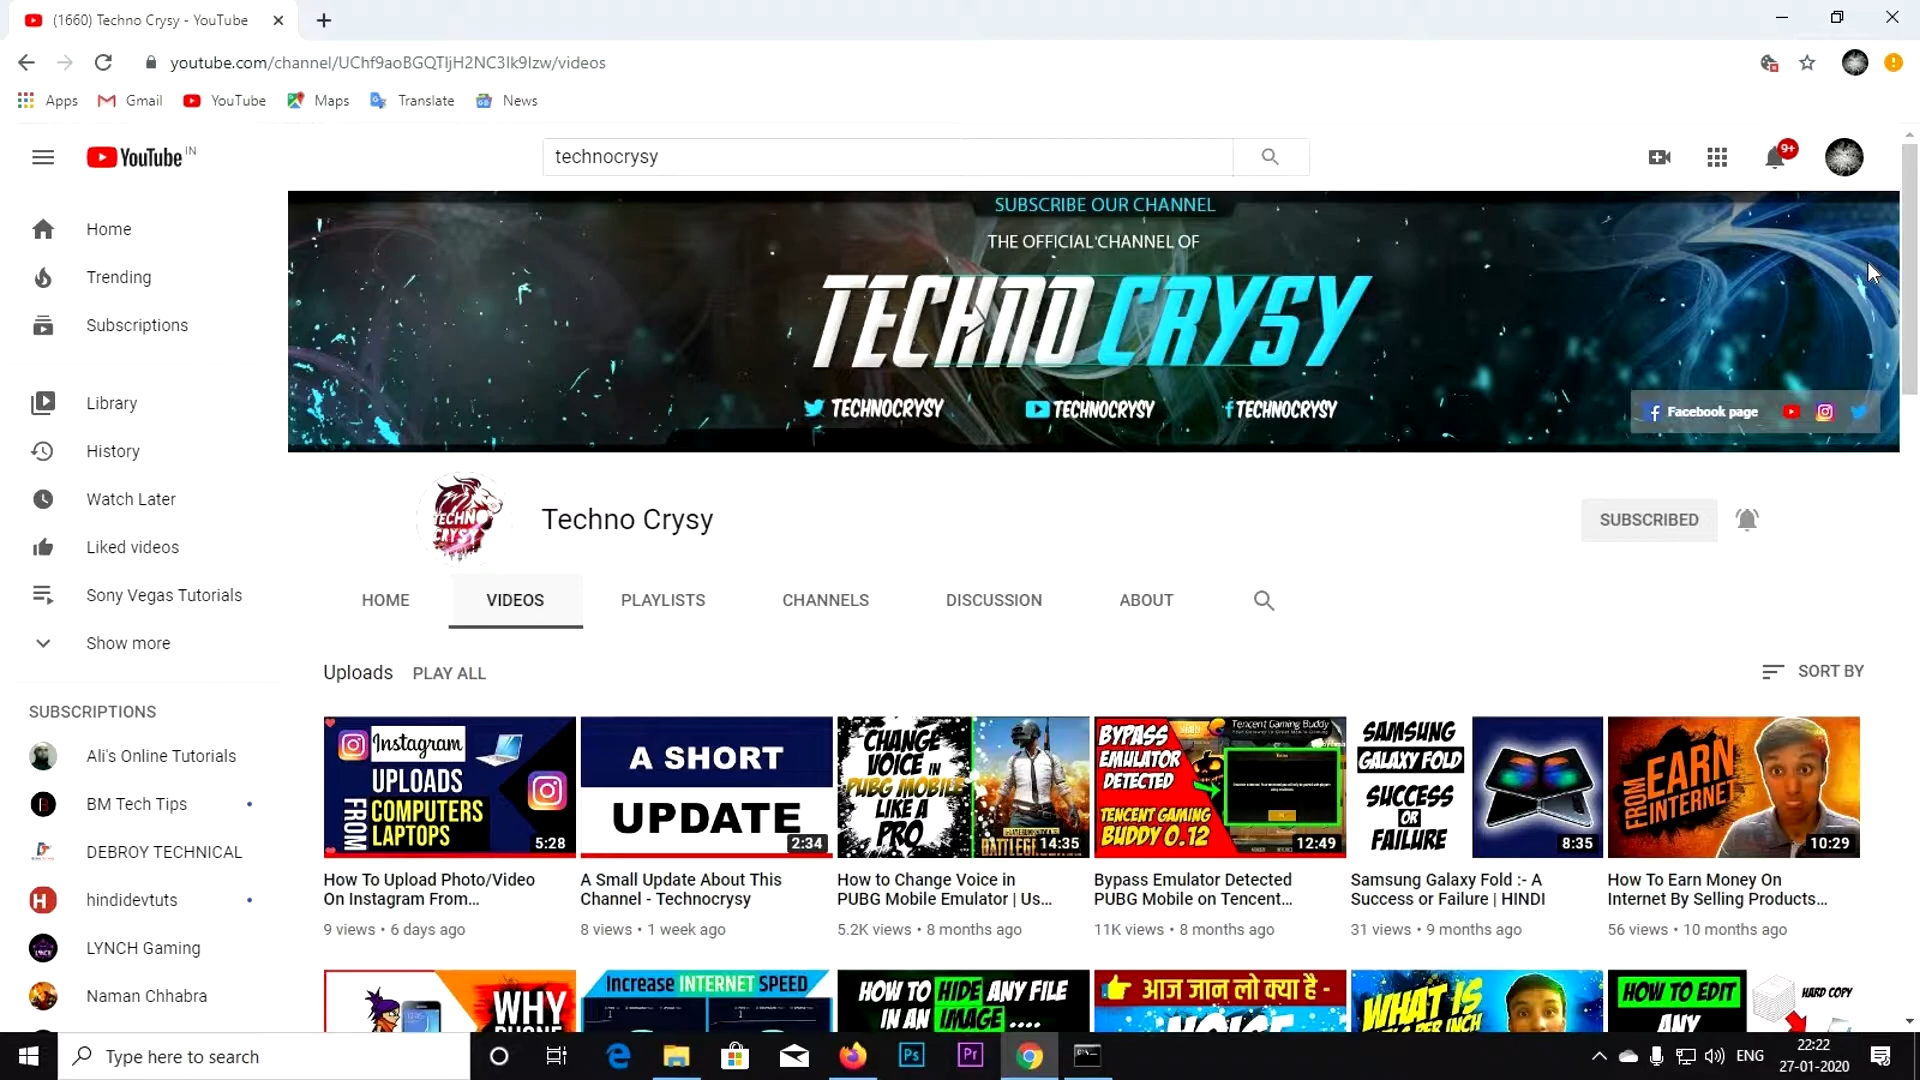 (1660) Techno Crysy - YouTube
youtube.com/channel/UChf9aoBGQTIjH2NC3Ik9Izw/videos
Apps Gmail YouTube Maps Translate News
YouTube IN
technocrysy
9+
Home
Trending
Subscriptions
Library
History
Watch Later
Liked videos
Sony Vegas Tutorials
Show more
SUBSCRIPTIONS
Ali's Online Tutorials
BM Tech Tips
DEBROY TECHNICAL
hindidevtuts
LYNCH Gaming
Naman Chhabra
SUBSCRIBE OUR CHANNEL
THE OFFICIAL CHANNEL OF
TECHNO CRYSY
TECHNOCRYSY TECHNOCRYSY TECHNOCRYSY
Facebook page
TECHNO
CRYSY
Techno Crysy
SUBSCRIBED
HOME VIDEOS PLAYLISTS CHANNELS DISCUSSION ABOUT
Uploads PLAY ALL
SORT BY
Instagram
UPLOADS
FROM
COMPUTERS
LAPTOPS
5:28
How To Upload Photo/Video
On Instagram From...
9 views • 6 days ago
A SHORT
UPDATE
2:34
A Small Update About This
Channel - Technocrysy
8 views • 1 week ago
CHANGE
VOICE IN
PUBG MOBILE
LIKE A
PRO
14:35
How to Change Voice in
PUBG Mobile Emulator | Us...
5.2K views • 8 months ago
BYPASS
EMULATOR
DETECTED
TENCENT GAMING
BUDDY 0.12
Tencent Gaming Buddy
12:49
Bypass Emulator Detected
PUBG Mobile on Tencent...
11K views • 8 months ago
SAMSUNG
GALAXY FOLD
SUCCESS
OR
FAILURE
8:35
Samsung Galaxy Fold :- A
Success or Failure | HINDI
31 views • 9 months ago
EARN
FROM
INTERNET
10:29
How To Earn Money On
Internet By Selling Products...
56 views • 10 months ago
WHY
Increase INTERNET SPEED
HOW TO HIDE ANY FILE
IN AN IMAGE ....
आज जान लो क्या है -
WHAT IS
HOW TO EDIT
ANY
HARD COPY
Type here to search
Ps
Pr
ENG
22:22
27-01-2020